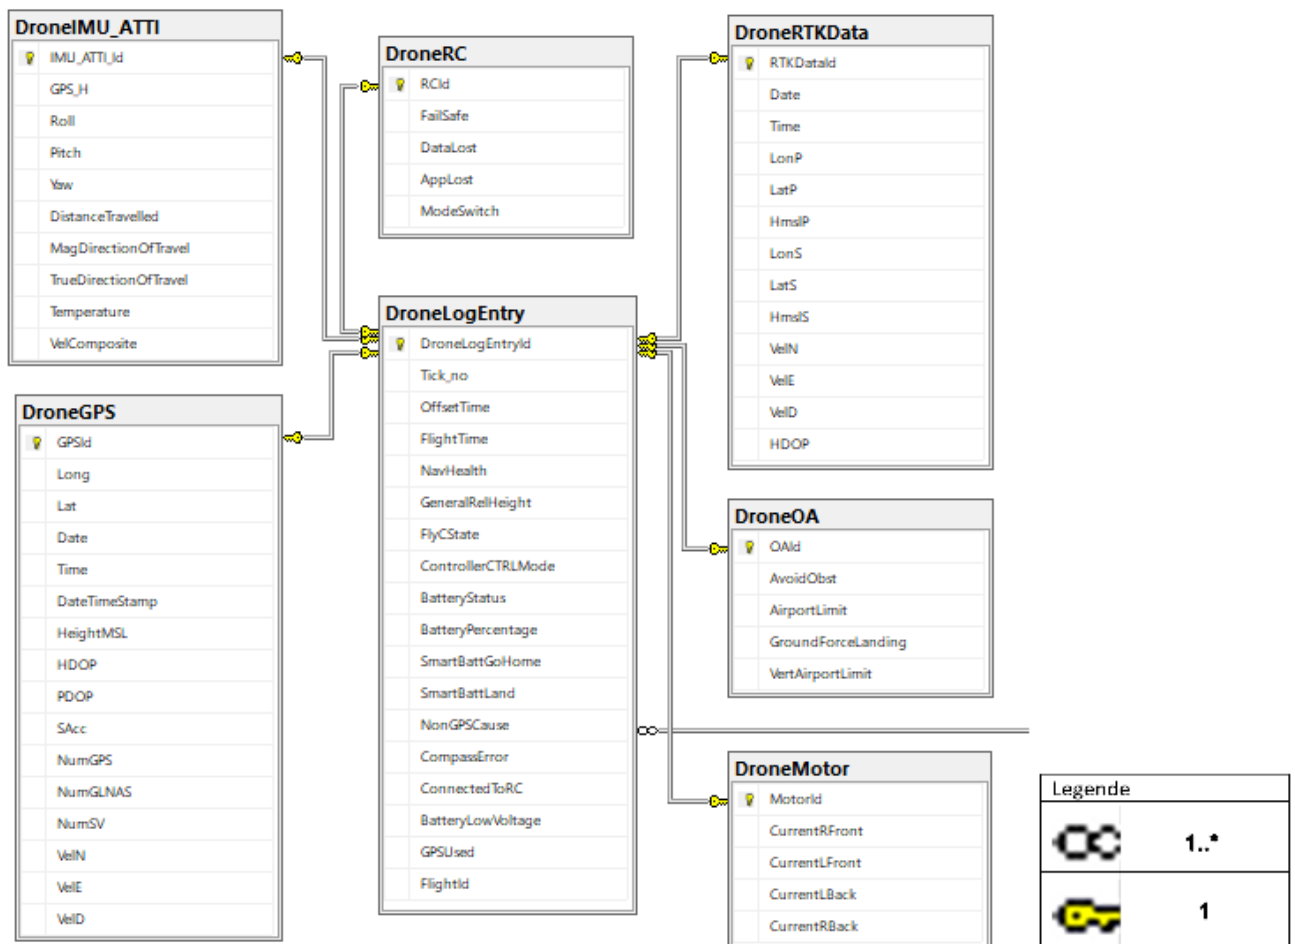 DroneIMU_ATTI
IMU_ATTI_Id
GPS_H
Roll
Pitch
Yaw
DistanceTravelled
MagDirectionOfTravel
TrueDirectionOfTravel
Temperature
VelComposite
DroneGPS
GPSId
Long
Lat
Date
Time
DateTimeStamp
HeightMSL
HDOP
PDOP
SAcc
NumGPS
NumGLNAS
NumSV
VelN
VelE
VelD
DroneRC
RCId
FailSafe
DataLost
AppLost
ModeSwitch
DroneLogEntry
DroneLogEntryId
Tick_no
OffsetTime
FlightTime
NavHealth
GeneralRelHeight
FlyCState
ControllerCTRLMode
BatteryStatus
BatteryPercentage
SmartBattGoHome
SmartBattLand
NonGPSCause
CompassError
ConnectedToRC
BatteryLowVoltage
GPSUsed
FlightId
DroneRTKData
RTKDataId
Date
Time
LonP
LatP
HmslP
LonS
LatS
HmslS
VelN
VelE
VelD
HDOP
DroneOA
OAId
AvoidObst
AirportLimit
GroundForceLanding
VertAirportLimit
DroneMotor
MotorId
CurrentRFront
CurrentLFront
CurrentLBack
CurrentRBack
Legende
1..*
1